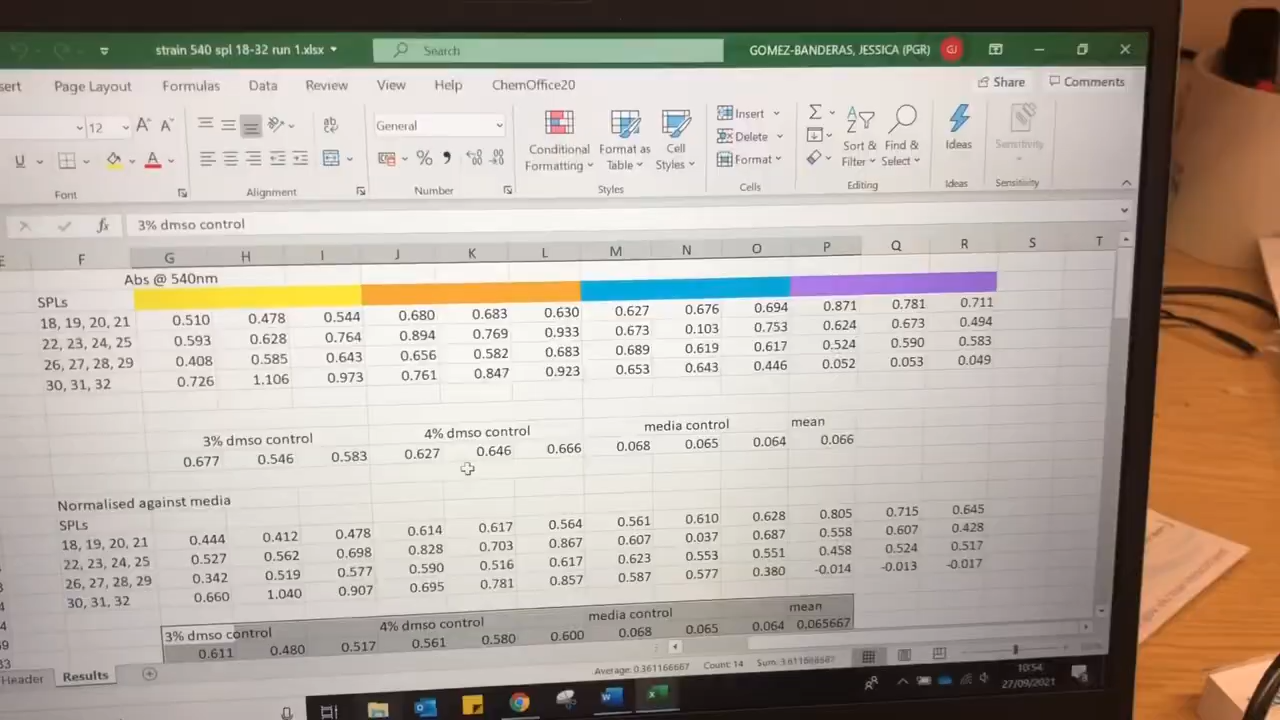 strain 540 spl 18-32 run 1.xlsx
Search
GOMEZ-BANDERAS, JESSICA (PGR) GJ
sert Page Layout Formulas Data Review View Help ChemOffice20 Share Comments
12 General Conditional Formatting Format as Table Cell Styles Insert Delete Format Sort & Filter Find & Select Ideas Sensitivity
Font Alignment Number Styles Cells Editing Ideas Sensitivity
fx 3% dmso control
E F G H I J K L M N O P Q R S T
Abs @ 540nm
SPLs
18, 19, 20, 21 0.510 0.478 0.544 0.680 0.683 0.630 0.627 0.676 0.694 0.871 0.781 0.711
22, 23, 24, 25 0.593 0.628 0.764 0.894 0.769 0.933 0.673 0.103 0.753 0.624 0.673 0.494
26, 27, 28, 29 0.408 0.585 0.643 0.656 0.582 0.683 0.689 0.619 0.617 0.524 0.590 0.583
30, 31, 32 0.726 1.106 0.973 0.761 0.847 0.923 0.653 0.643 0.446 0.052 0.053 0.049
3% dmso control 4% dmso control media control mean
0.677 0.546 0.583 0.627 0.646 0.666 0.068 0.065 0.064 0.066
Normalised against media
SPLs
18, 19, 20, 21 0.444 0.412 0.478 0.614 0.617 0.564 0.561 0.610 0.628 0.805 0.715 0.645
22, 23, 24, 25 0.527 0.562 0.698 0.828 0.703 0.867 0.607 0.037 0.687 0.558 0.607 0.428
26, 27, 28, 29 0.342 0.519 0.577 0.590 0.516 0.617 0.623 0.553 0.551 0.458 0.524 0.517
30, 31, 32 0.660 1.040 0.907 0.695 0.781 0.857 0.587 0.577 0.380 -0.014 -0.013 -0.017
3% dmso control 4% dmso control media control mean
0.611 0.480 0.517 0.561 0.580 0.600 0.068 0.065 0.064 0.065667
Header Results
Average: 0.361166667 Count: 14
10:54
27/09/2021